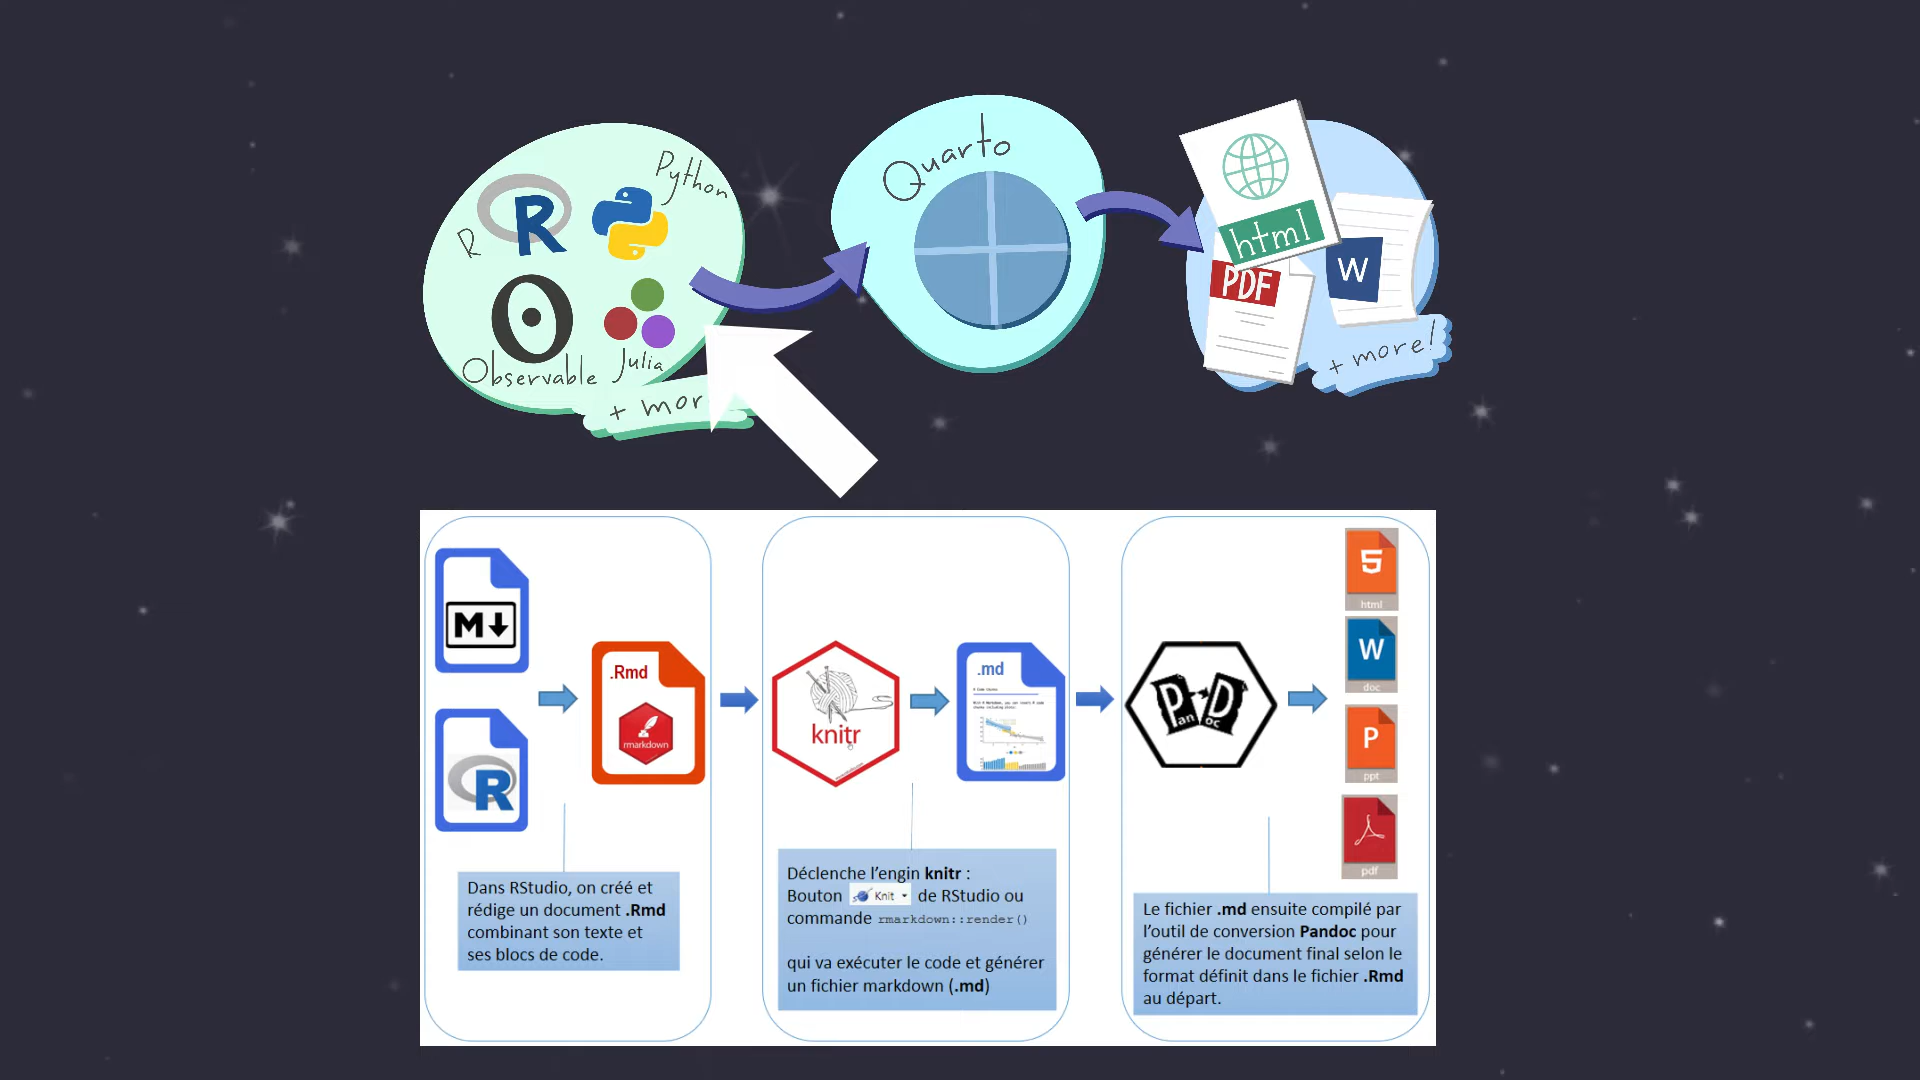 R
Python
Observable
Julia
+ mor
Quarto
html
PDF
W
+ more!
M
.Rmd
rmarkdown
R
knitr
.md
Pan Doc
html
W
doc
P
ppt
pdf
Dans RStudio, on créé et
rédige un document .Rmd
combinant son texte et
ses blocs de code.
Déclenche l'engin knitr :
Bouton Knit de RStudio ou
commande rmarkdown::render()
qui va exécuter le code et générer
un fichier markdown (.md)
Le fichier .md ensuite compilé par
l'outil de conversion Pandoc pour
générer le document final selon le
format définit dans le fichier .Rmd
au départ.